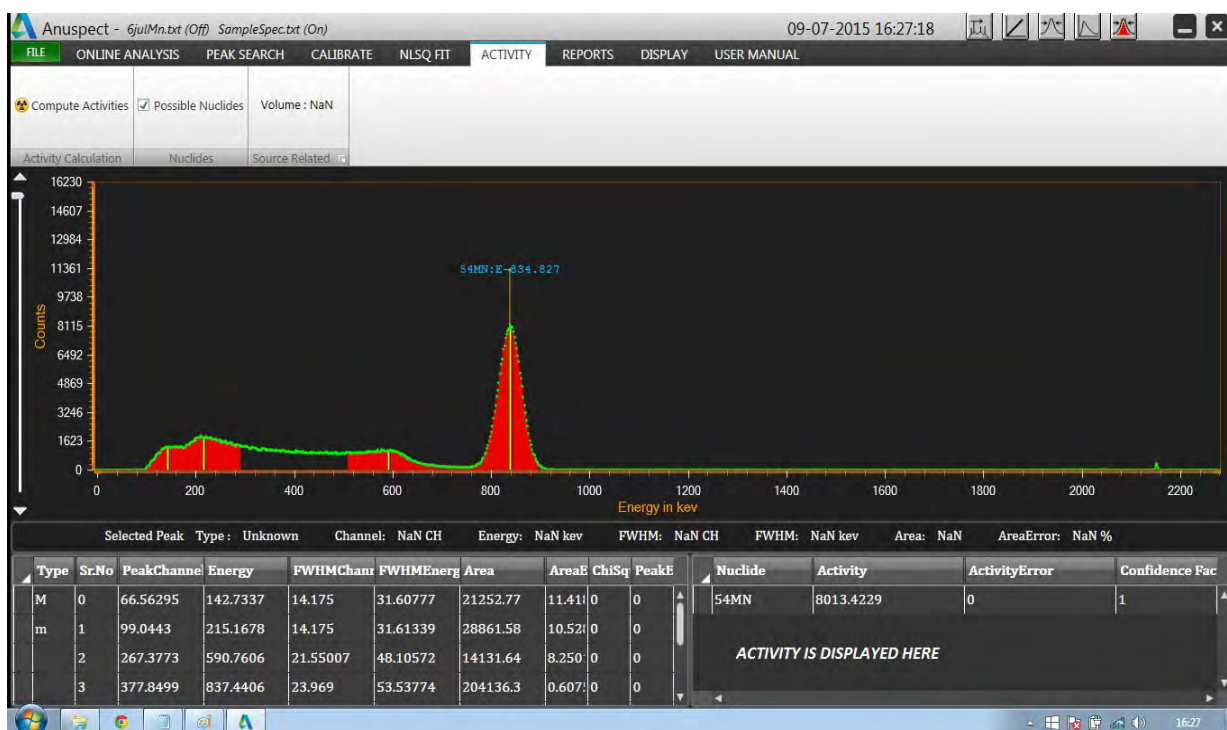 Anuspect - 6julMn.txt (Off) SampleSpec.txt (On) 09-07-2015 16:27:18
FILE ONLINE ANALYSIS PEAK SEARCH CALIBRATE NLSQ FIT ACTIVITY REPORTS DISPLAY USER MANUAL
Compute Activities Possible Nuclides Volume : NaN
Activity Calculation Nuclides Source Related
16230
14607
12984
11361
9738
8115
6492
4869
3246
1623
0
Counts
54MN:E-834.827
0 200 400 600 800 1000 1200 1400 1600 1800 2000 2200
Energy in kev
Selected Peak Type : Unknown Channel: NaN CH Energy: NaN kev FWHM: NaN CH FWHM: NaN kev Area: NaN AreaError: NaN %
Type Sr.No PeakChanne Energy FWHMChann FWHMEnerg Area AreaE ChiSq PeakE
M 0 66.56295 142.7337 14.175 31.60777 21252.77 11.41 0 0
m 1 99.0443 215.1678 14.175 31.61339 28861.58 10.52 0 0
2 267.3773 590.7606 21.55007 48.10572 14131.64 8.250 0 0
3 377.8499 837.4406 23.969 53.53774 204136.3 0.607 0 0
Nuclide Activity ActivityError Confidence Fac
54MN 8013.4229 0 1
ACTIVITY IS DISPLAYED HERE
16:27